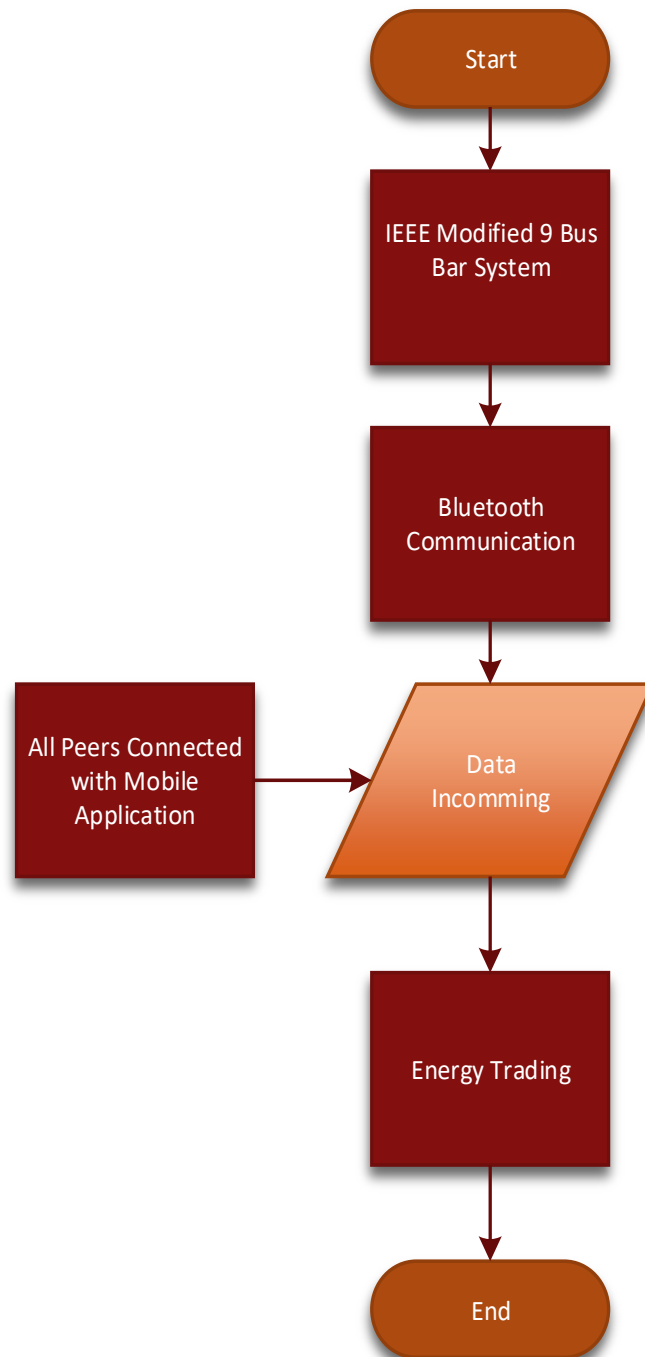 Start
IEEE Modified 9 Bus
Bar System
Bluetooth
Communication
All Peers Connected
with Mobile
Application
Data
Incomming
Energy Trading
End